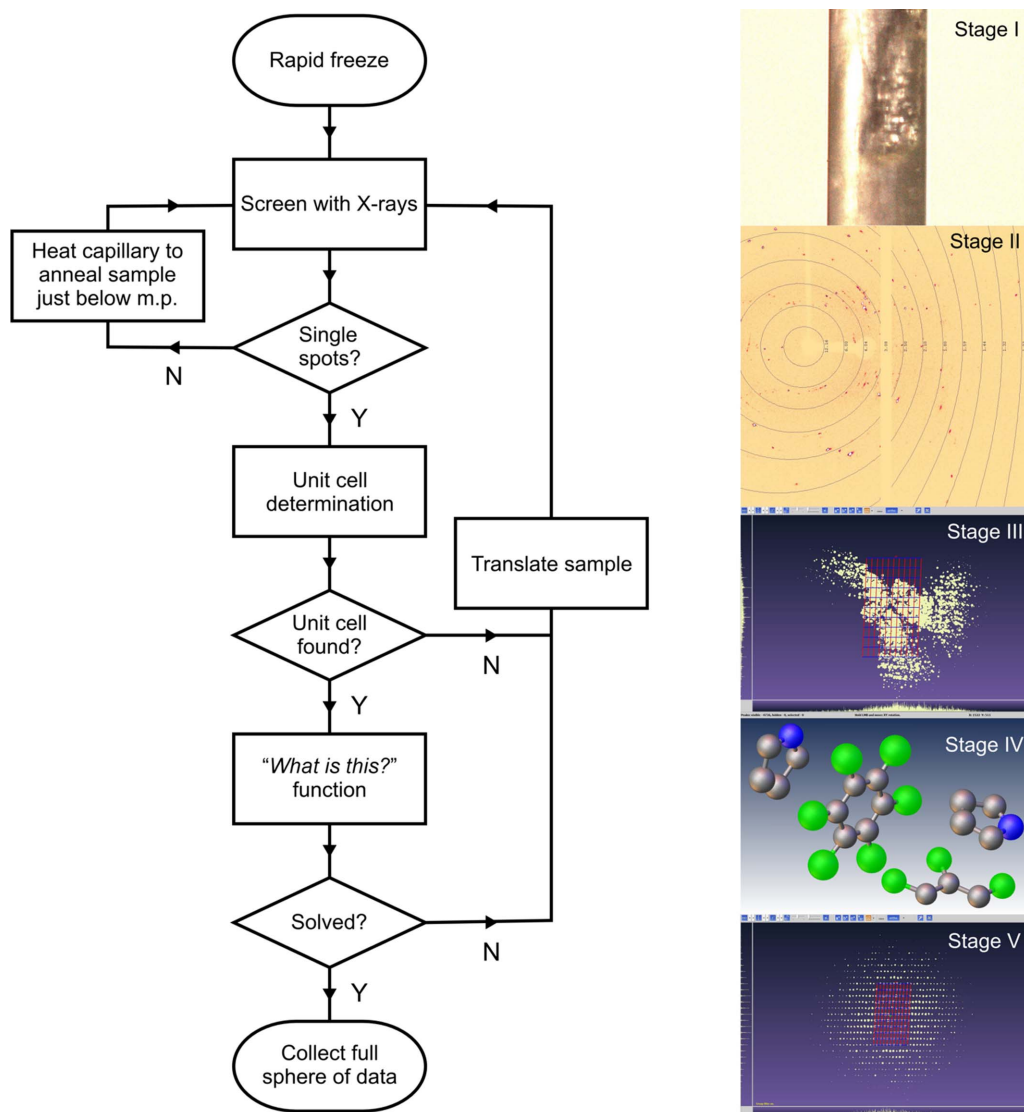 Rapid freeze
Screen with X-rays
Heat capillary to
anneal sample
just below m.p.
Single
spots?
N
Y
Unit cell
determination
Translate sample
Unit cell
found?
N
Y
“What is this?”
function
Solved?
N
Y
Collect full
sphere of data
Stage I
Stage II
Stage III
Stage IV
Stage V